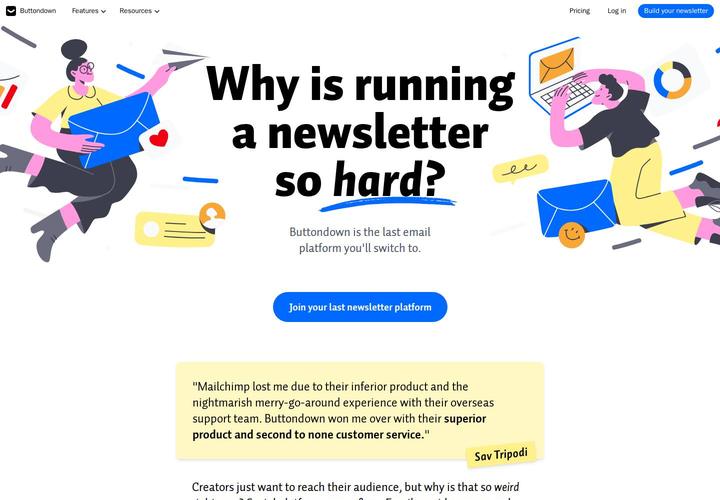 Buttondown
Features
Resources
Pricing
Log in
Build your newsletter
Why is running
a newsletter
so hard?
Buttondown is the last email
platform you'll switch to.
Join your last newsletter platform
"Mailchimp lost me due to their inferior product and the
nightmarish merry-go-around experience with their overseas
support team. Buttondown won me over with their superior
product and second to none customer service."
Sav Tripodi
Creators just want to reach their audience, but why is that so weird